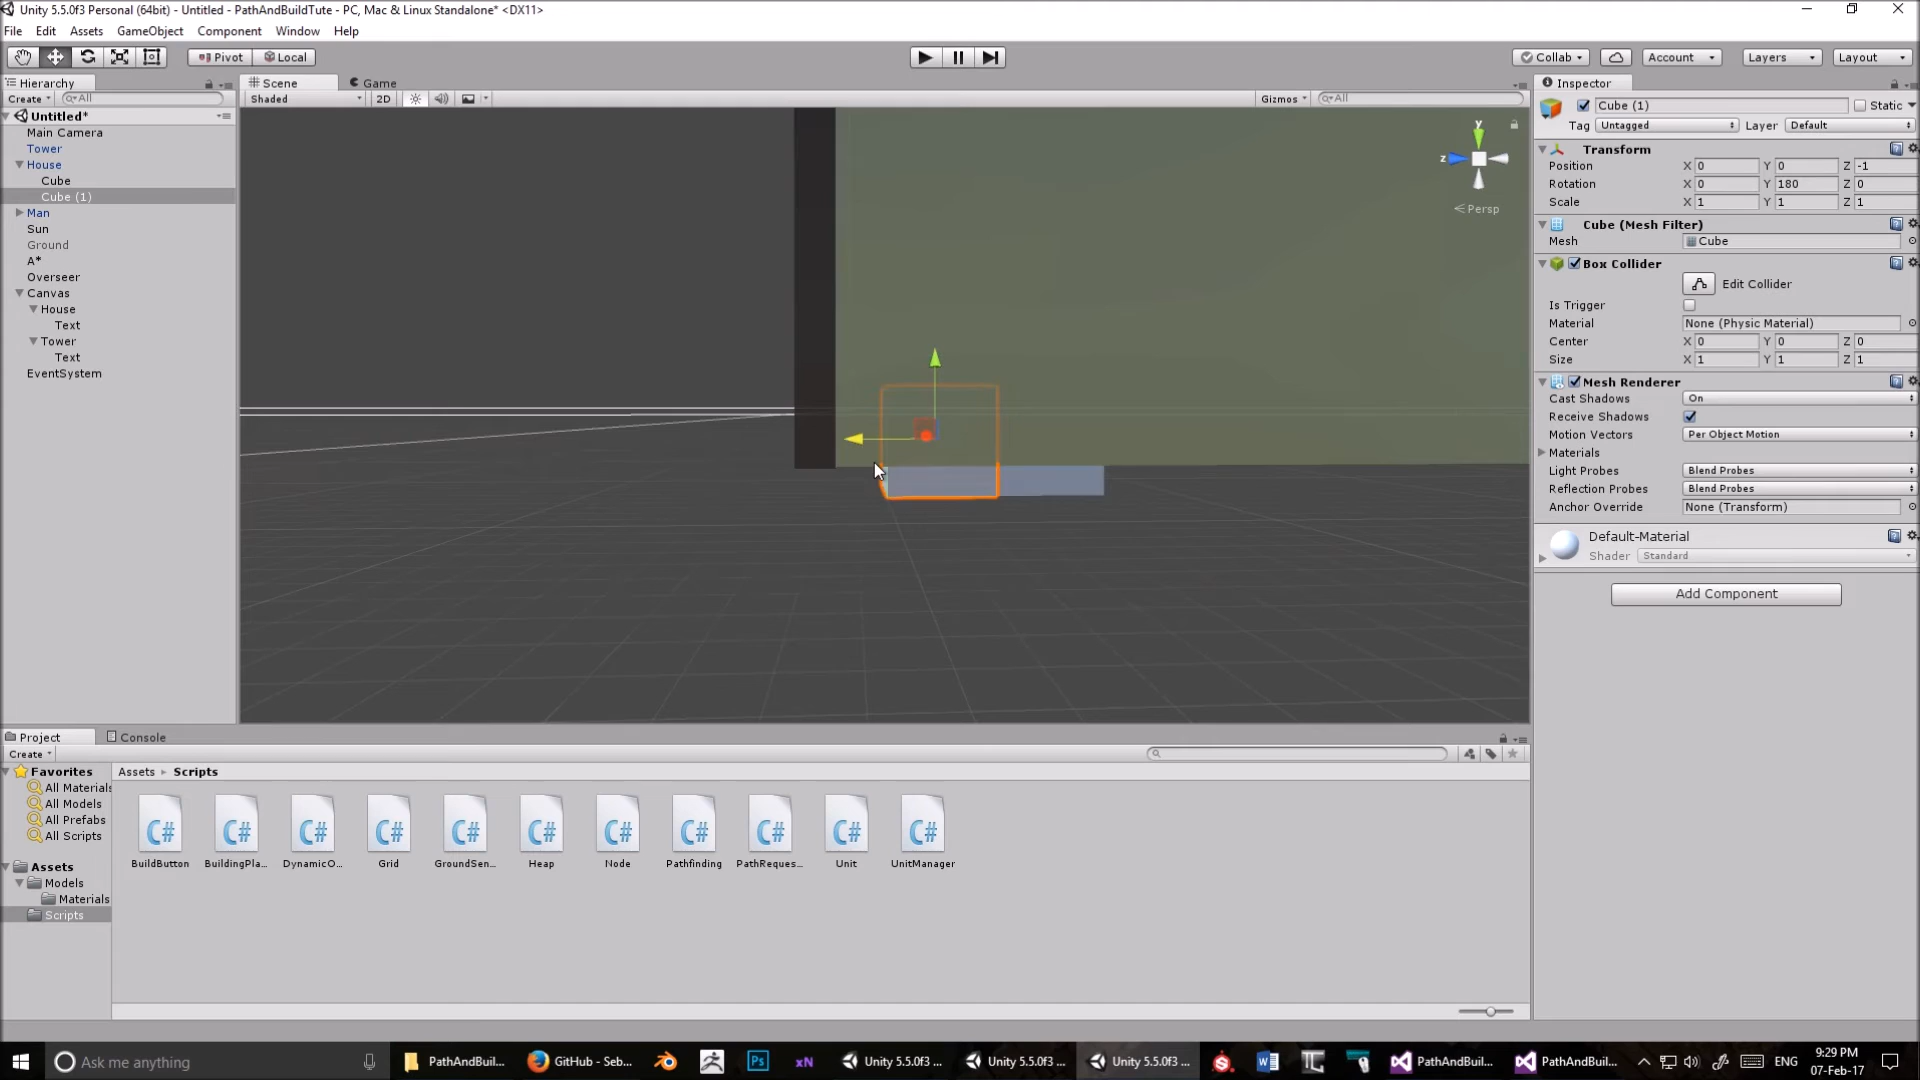 Unity 5.5.0f3 Personal (64bit) - Untitled - PathAndBuildTute - PC, Mac & Linux Standalone* <DX11>
File Edit Assets GameObject Component Window Help
Pivot Local Collab Account Layers Layout
Hierarchy Scene Game Inspector
Create All Shaded 2D Gizmos All
Untitled*
Main Camera
Tower
House
Cube
Cube (1)
Man
Sun
Ground
A*
Overseer
Canvas
House
Text
Tower
Text
EventSystem
y
z
Persp
Cube (1) Static
Tag Untagged Layer Default
Transform
Position X 0 Y 0 Z -1
Rotation X 0 Y 180 Z 0
Scale X 1 Y 1 Z 1
Cube (Mesh Filter)
Mesh Cube
Box Collider
Edit Collider
Is Trigger
Material None (Physic Material)
Center X 0 Y 0 Z 0
Size X 1 Y 1 Z 1
Mesh Renderer
Cast Shadows On
Receive Shadows
Motion Vectors Per Object Motion
Materials
Light Probes Blend Probes
Reflection Probes Blend Probes
Anchor Override None (Transform)
Default-Material
Shader Standard
Add Component
Project Console
Create
Favorites
All Materials
All Models
All Prefabs
All Scripts
Assets
Models
Materials
Scripts
Assets Scripts
C# C# C# C# C# C# C# C# C# C# C#
BuildButton BuildingPla... DynamicO... Grid GroundSen... Heap Node Pathfinding PathReques... Unit UnitManager
Ask me anything PathAndBuil... GitHub - Seb... Ps xN Unity 5.5.0f3 ... Unity 5.5.0f3 ... Unity 5.5.0f3 ... PathAndBuil... PathAndBuil... ENG 9:29 PM
07-Feb-17